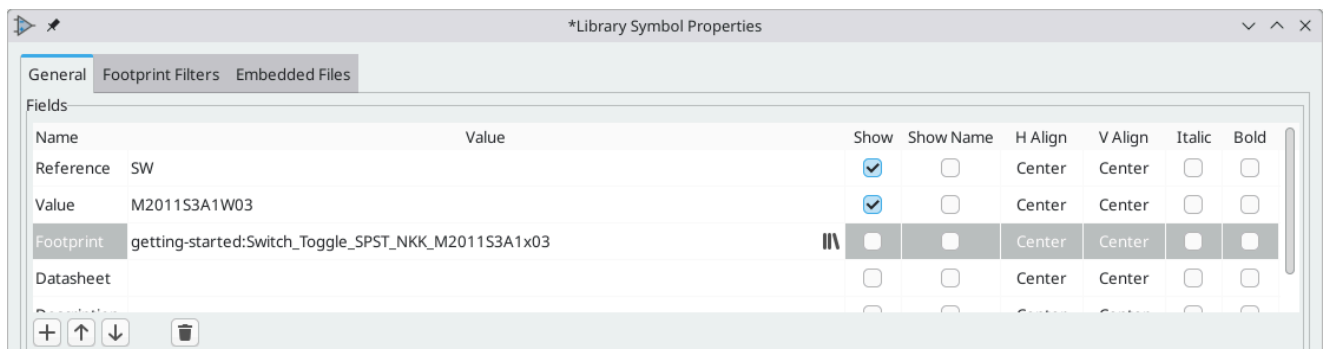 *Library Symbol Properties
General Footprint Filters Embedded Files
Fields
Name Value Show Show Name H Align V Align Italic Bold
Reference SW Center Center
Value M2011S3A1W03 Center Center
Footprint getting-started:Switch_Toggle_SPST_NKK_M2011S3A1x03 Center Center
Datasheet Center Center